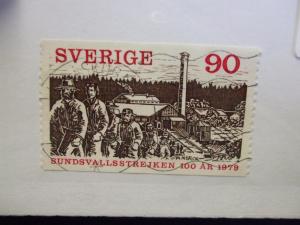 SVERIGE 90
SUNDSVALLSSTREJKEN 100 ÅR 1979